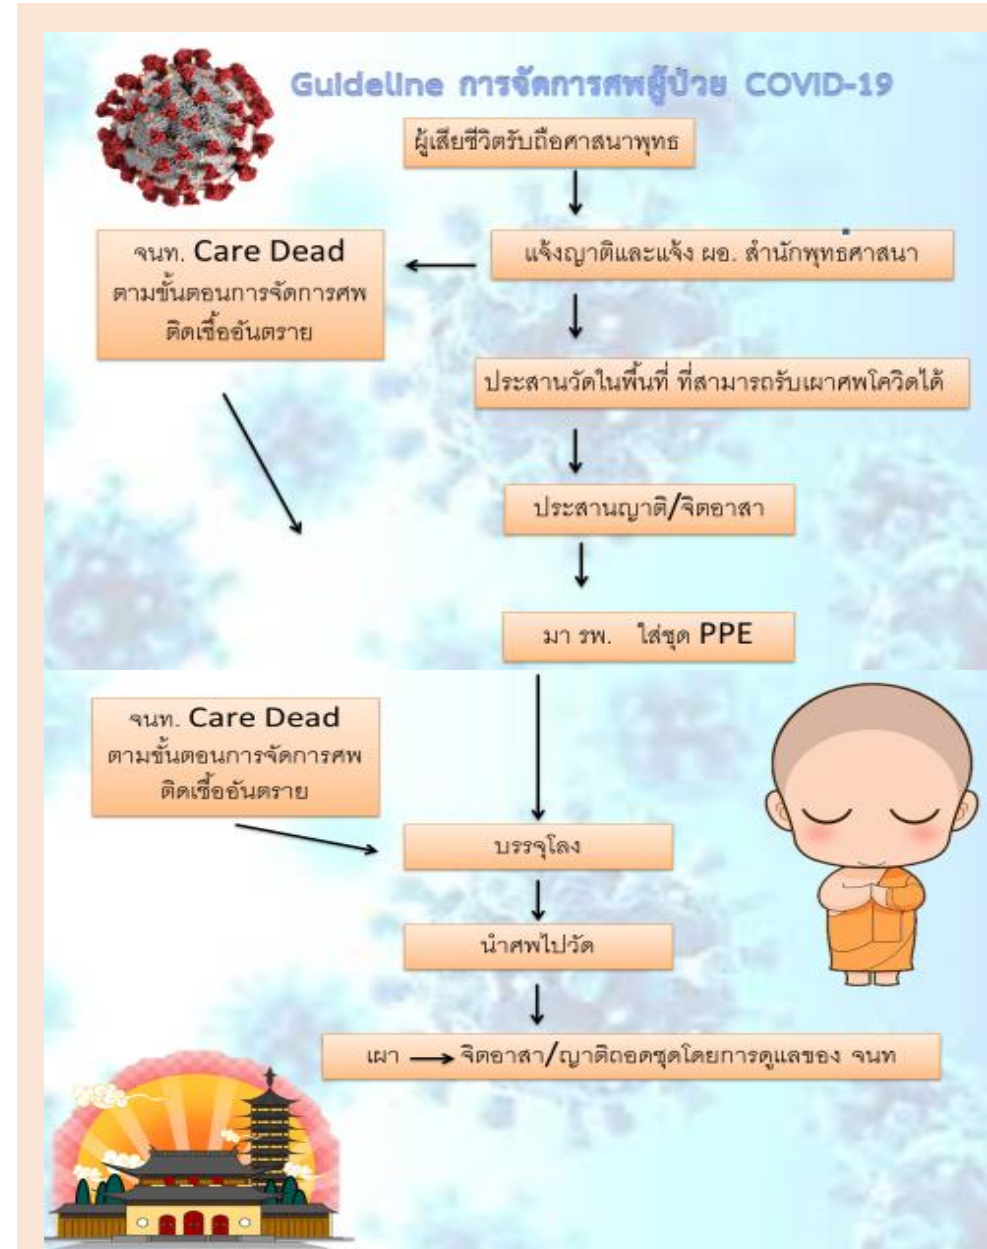 Guideline การจัดการศพผู้ป่วย COVID-19
ผู้เสียชีวิตรับถือศาสนาพุทธ
จนท. Care Dead
ตามขั้นตอนการจัดการศพ
ติดเชื้ออันตราย
แจ้งญาติและแจ้ง ผอ. สำนักพุทธศาสนา
ประสานวัดในพื้นที่ ที่สามารถรับเผาศพโควิดได้
ประสานญาติ/จิตอาสา
มา รพ. ใส่ชุด PPE
จนท. Care Dead
ตามขั้นตอนการจัดการศพ
ติดเชื้ออันตราย
บรรจุโลง
นำศพไปวัด
เผา → จิตอาสา/ญาติถอดชุดโดยการดูแลของ จนท